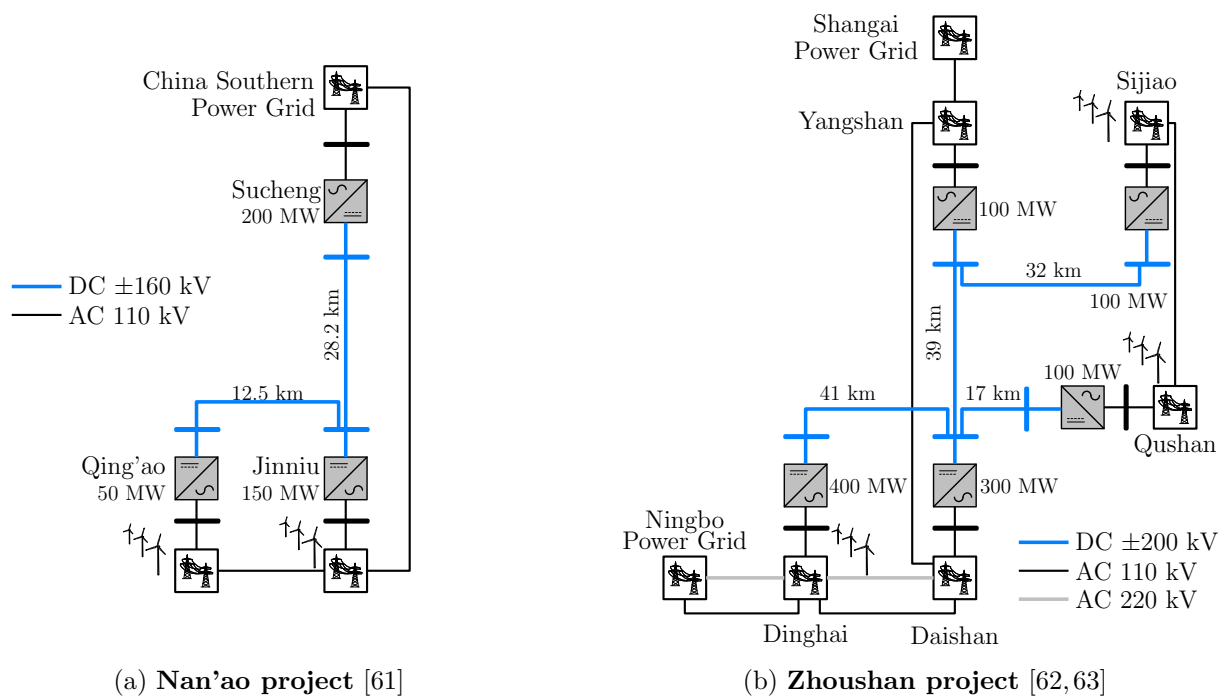 China Southern
Power Grid
Sucheng
200 MW
DC ±160 kV
AC 110 kV
28.2 km
12.5 km
Qing'ao
50 MW
Jinniu
150 MW
(a) Nan'ao project [61]
Shangai
Power Grid
Yangshan
Sijiao
100 MW
32 km
100 MW
39 km
100 MW
41 km
17 km
Qushan
400 MW
300 MW
Ningbo
Power Grid
Dinghai
Daishan
DC ±200 kV
AC 110 kV
AC 220 kV
(b) Zhoushan project [62,63]